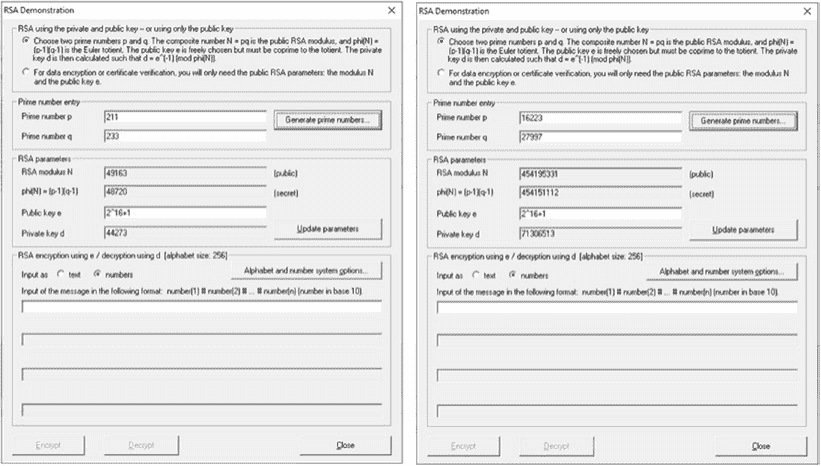 RSA Demonstration
RSA using the private and public key -- or using only the public key
Choose two prime numbers p and q. The composite number N = pq is the public RSA modulus, and phi(N) =
(p-1)(q-1) is the Euler totient. The public key e is freely chosen but must be coprime to the totient. The private
key d is then calculated such that d = e^(-1) (mod phi(N)).
For data encryption or certificate verification, you will only need the public RSA parameters: the modulus N
and the public key e.
Prime number entry
Prime number p 211 Generate prime numbers...
Prime number q 233
RSA parameters
RSA modulus N 49163 (public)
phi(N) = (p-1)(q-1) 48720 (secret)
Public key e 2^16+1
Private key d 44273 Update parameters
RSA encryption using e / decryption using d [alphabet size: 256]
Input as text numbers Alphabet and number system options...
Input of the message in the following format: number(1) # number(2) # ... # number(n) (number in base 10).
Encrypt Decrypt Close
RSA Demonstration
RSA using the private and public key -- or using only the public key
Choose two prime numbers p and q. The composite number N = pq is the public RSA modulus, and phi(N) =
(p-1)(q-1) is the Euler totient. The public key e is freely chosen but must be coprime to the totient. The private
key d is then calculated such that d = e^(-1) (mod phi(N)).
For data encryption or certificate verification, you will only need the public RSA parameters: the modulus N
and the public key e.
Prime number entry
Prime number p 16223 Generate prime numbers...
Prime number q 27997
RSA parameters
RSA modulus N 454195331 (public)
phi(N) = (p-1)(q-1) 454151112 (secret)
Public key e 2^16+1
Private key d 71306513 Update parameters
RSA encryption using e / decryption using d [alphabet size: 256]
Input as text numbers Alphabet and number system options...
Input of the message in the following format: number(1) # number(2) # ... # number(n) (number in base 10).
Encrypt Decrypt Close